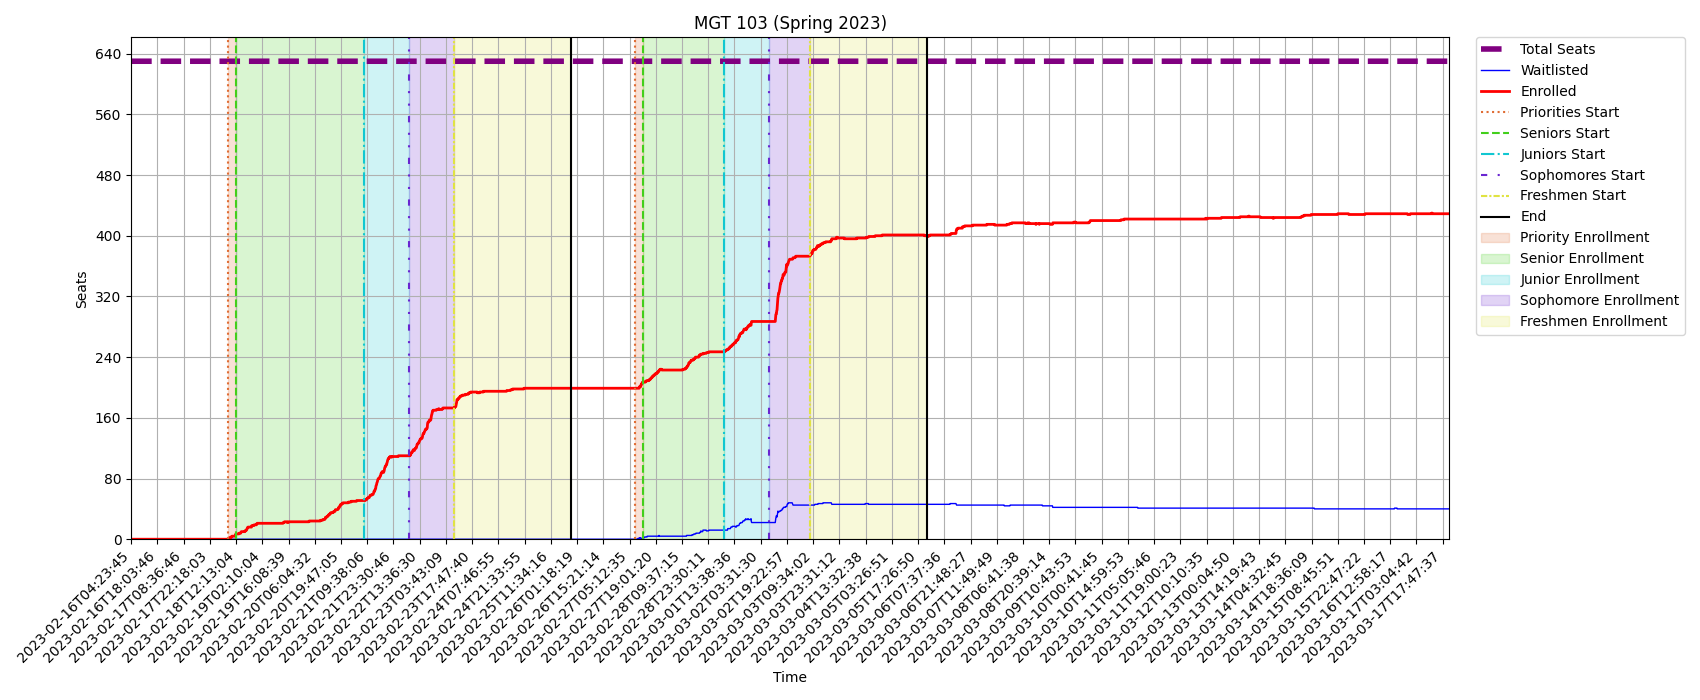 MGT 103 (Spring 2023)
Seats
640
560
480
400
320
240
160
80
0
2023-02-16T04:23:45
2023-02-16T18:03:46
2023-02-17T08:36:46
2023-02-17T22:18:03
2023-02-18T12:13:04
2023-02-19T02:10:04
2023-02-19T16:08:39
2023-02-20T06:04:32
2023-02-20T19:47:05
2023-02-21T09:38:06
2023-02-21T23:30:46
2023-02-22T13:36:30
2023-02-23T03:43:09
2023-02-23T17:47:40
2023-02-24T07:46:55
2023-02-24T21:33:55
2023-02-25T11:34:16
2023-02-26T01:18:19
2023-02-26T15:21:14
2023-02-27T05:12:35
2023-02-27T19:01:20
2023-02-28T09:37:15
2023-02-28T23:30:11
2023-03-01T13:38:36
2023-03-02T03:31:30
2023-03-02T19:22:57
2023-03-03T09:34:02
2023-03-03T23:31:12
2023-03-04T13:32:38
2023-03-05T03:26:51
2023-03-05T17:26:50
2023-03-06T07:37:36
2023-03-06T21:48:27
2023-03-07T11:49:49
2023-03-08T06:41:38
2023-03-08T20:39:14
2023-03-09T10:43:53
2023-03-10T00:41:45
2023-03-10T14:59:53
2023-03-11T05:05:46
2023-03-11T19:00:23
2023-03-12T10:10:35
2023-03-13T00:04:50
2023-03-13T14:19:43
2023-03-14T04:32:45
2023-03-14T18:36:09
2023-03-15T08:45:51
2023-03-15T22:47:22
2023-03-16T12:58:17
2023-03-17T03:04:42
2023-03-17T17:47:37
Time
Total Seats
Waitlisted
Enrolled
Priorities Start
Seniors Start
Juniors Start
Sophomores Start
Freshmen Start
End
Priority Enrollment
Senior Enrollment
Junior Enrollment
Sophomore Enrollment
Freshmen Enrollment